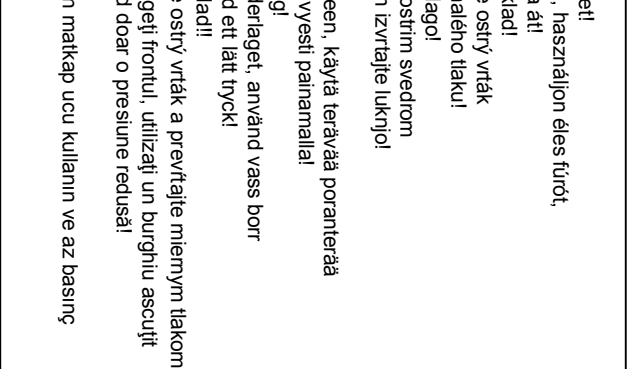 et!
, használjon éles fúrót,
a át!
klad!
e ostrý vrták
alého tlaku!
lago!
ostrim svedrom
n izvrtajte luknjo!
een, käytä terävää poranterää
vyesti painamalla!
g!
lerlaget, använd vass borr
d ett lätt tryck!
lad!!
e ostrý vrták a prevŕtajte miernym tlakom
geţi frontul, utilizaţi un burghiu ascuţit
d doar o presiune redusă!
n matkap ucu kullanın ve az basınç